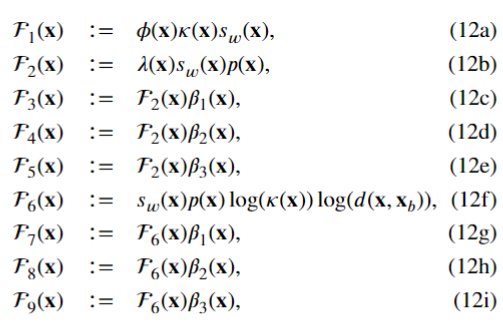 ℱ₁(𝐱) := ϕ(𝐱)κ(𝐱)s_w(𝐱), (12a)
ℱ₂(𝐱) := λ(𝐱)s_w(𝐱)p(𝐱), (12b)
ℱ₃(𝐱) := ℱ₂(𝐱)β₁(𝐱), (12c)
ℱ₄(𝐱) := ℱ₂(𝐱)β₂(𝐱), (12d)
ℱ₅(𝐱) := ℱ₂(𝐱)β₃(𝐱), (12e)
ℱ₆(𝐱) := s_w(𝐱)p(𝐱) log(κ(𝐱)) log(d(𝐱, 𝐱_b)), (12f)
ℱ₇(𝐱) := ℱ₆(𝐱)β₁(𝐱), (12g)
ℱ₈(𝐱) := ℱ₆(𝐱)β₂(𝐱), (12h)
ℱ₉(𝐱) := ℱ₆(𝐱)β₃(𝐱), (12i)